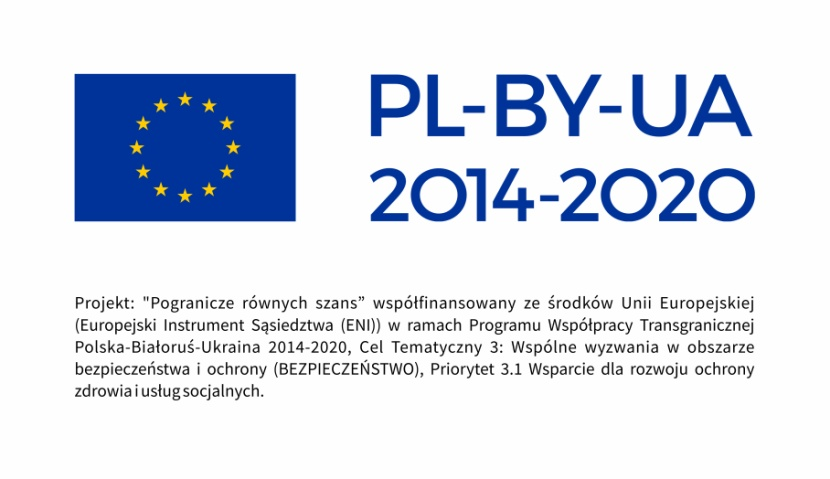 PL-BY-UA
2014-2020
Projekt: "Pogranicze równych szans” współfinansowany ze środków Unii Europejskiej
(Europejski Instrument Sąsiedztwa (ENI)) w ramach Programu Współpracy Transgranicznej
Polska-Białoruś-Ukraina 2014-2020, Cel Tematyczny 3: Wspólne wyzwania w obszarze
bezpieczeństwa i ochrony (BEZPIECZEŃSTWO), Priorytet 3.1 Wsparcie dla rozwoju ochrony
zdrowia i usług socjalnych.